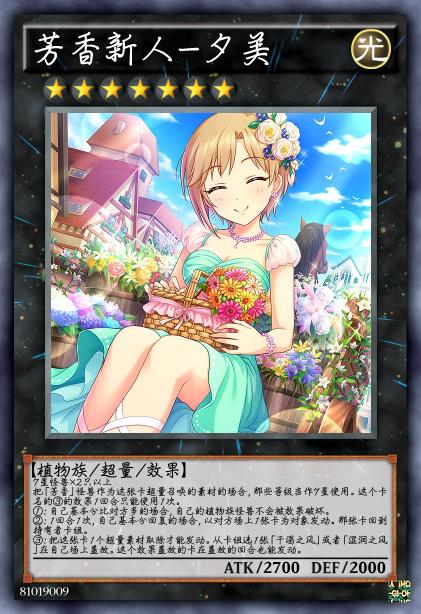 芳香新人-夕美
光
【植物族/超量/效果】
7星怪兽×2只以上
把「芳香」怪兽作为这张卡超量召唤的素材的场合，那些等级当作7星使用。这个卡
名的③的效果1回合只能使用1次。
①：自己基本分比对方多的场合，自己的植物族怪兽不会被效果破坏。
②：1回合1次，自己基本分回复的场合，以对方场上1张卡为对象发动。那张卡回到
持有者卡组。
③：把这张卡1个超量素材取除才能发动。从卡组选1张「干渴之风」或者「湿润之风
」在自己场上盖放。这个效果盖放的卡在盖放的回合也能发动。
ATK/2700 DEF/2000
81019009